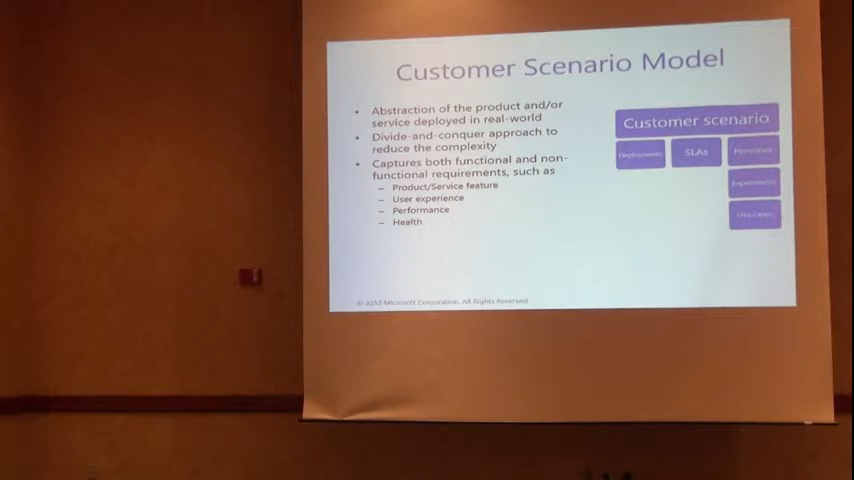 Customer Scenario Model
• Abstraction of the product and/or
service deployed in real-world
• Divide-and-conquer approach to
reduce the complexity
• Captures both functional and non-
functional requirements, such as
– Product/Service feature
– User experience
– Performance
– Health
Customer scenario
Deployments
SLAs
Personas
Experiences
Use cases
© 2012 Microsoft Corporation. All Rights Reserved